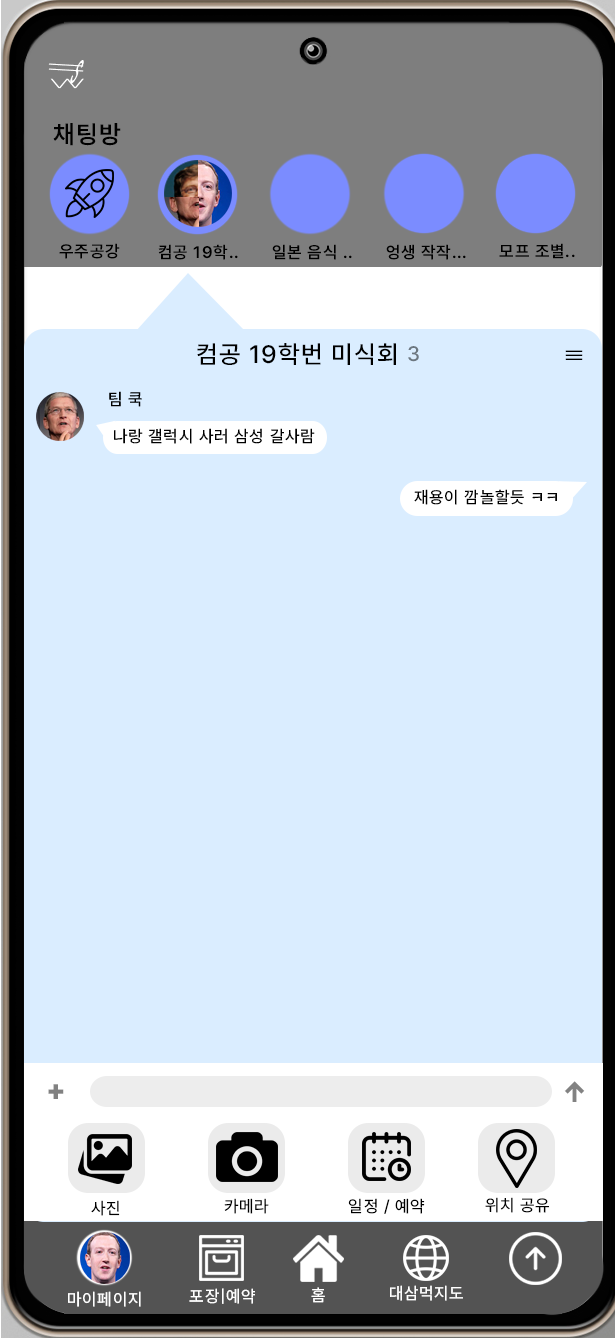 채팅방
우주공강
컴공 19학..
일본 음식 ..
엉생 작작...
모프 조별..
컴공 19학번 미식회 3
팀 쿡
나랑 갤럭시 사러 삼성 갈사람
재용이 깜놀할듯 ㅋㅋ
사진
카메라
일정 / 예약
위치 공유
마이페이지
포장|예약
홈
대삼먹지도